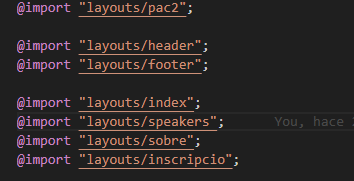 @import "layouts/pac2";
@import "layouts/header";
@import "layouts/footer";
@import "layouts/index";
@import "layouts/speakers"; You, hace
@import "layouts/sobre";
@import "layouts/inscripcio";